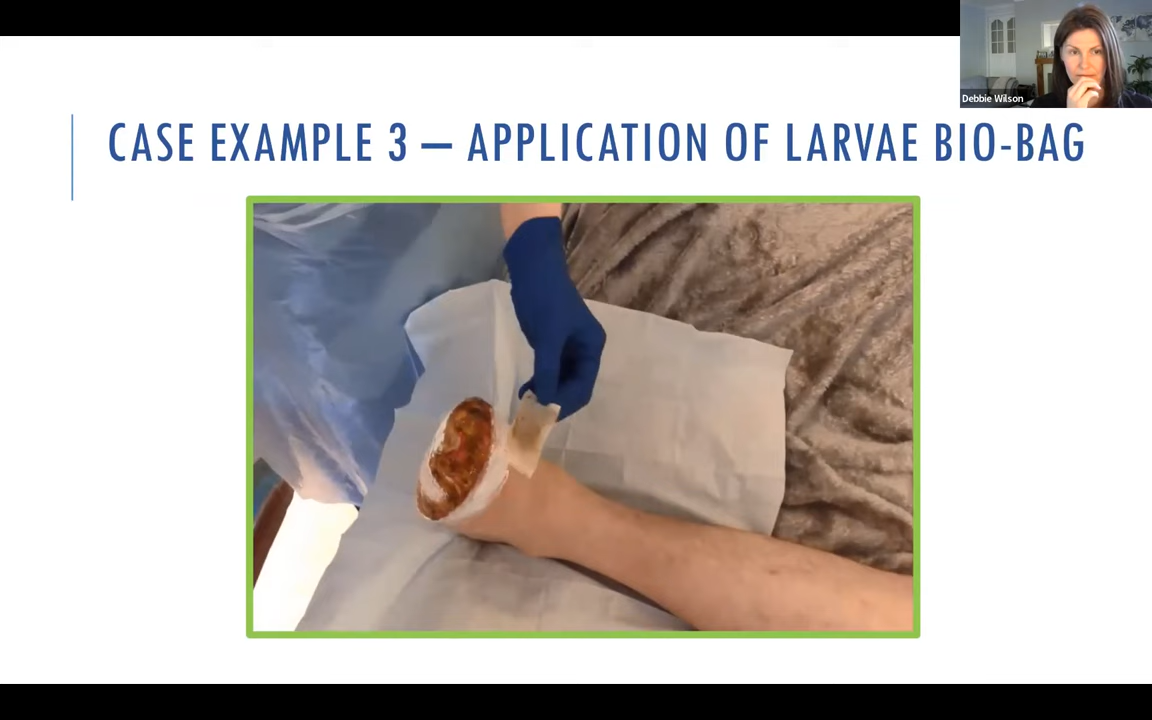 Debbie Wilson
CASE EXAMPLE 3 – APPLICATION OF LARVAE BIO-BAG